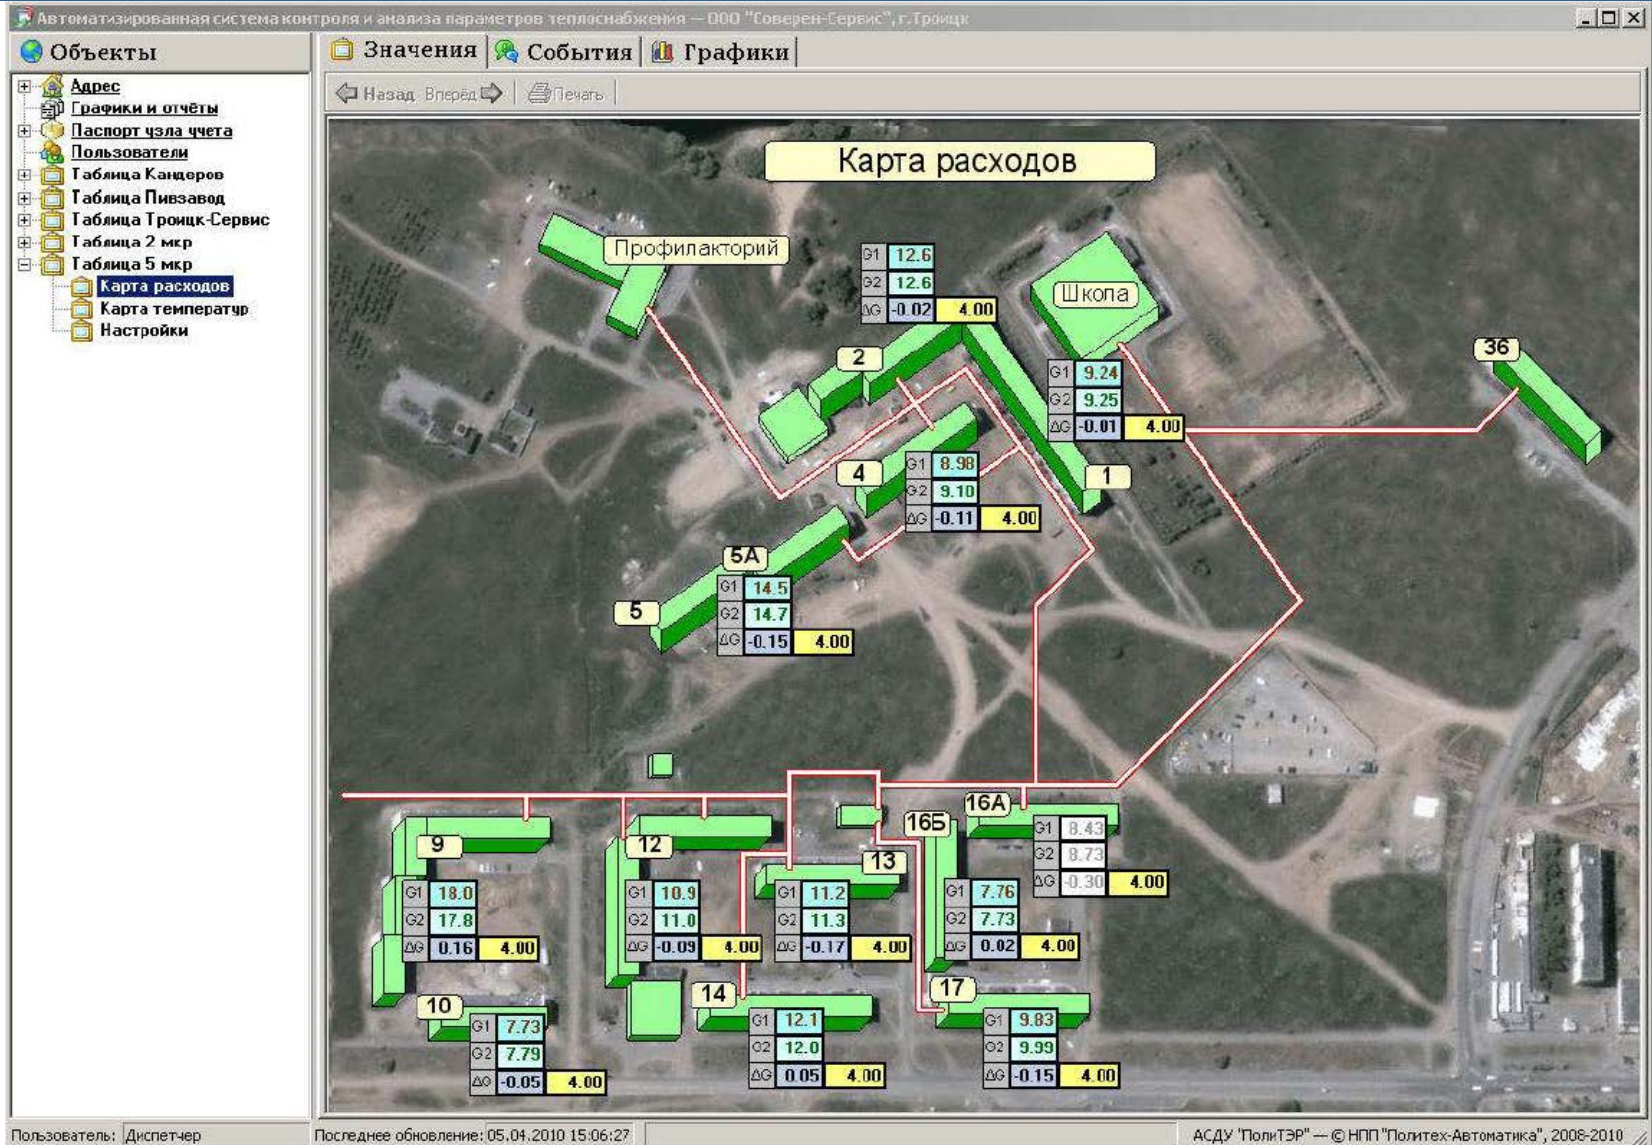 Автоматизированная система контроля и анализа параметров теплоснабжения — ООО "Соверен-Сервис", г.Троицк
Объекты
Значения
События
Графики
Назад
Вперёд
Печать
Адрес
Графики и отчёты
Паспорт узла учета
Пользователи
Таблица Кандеров
Таблица Пивзавод
Таблица Троицк-Сервис
Таблица 2 мкр
Таблица 5 мкр
Карта расходов
Карта температур
Настройки
Карта расходов
Профилакторий
G1 12.6
G2 12.6
ΔG -0.02 4.00
Школа
2
36
G1 9.24
G2 9.25
ΔG -0.01 4.00
4
1
G1 8.98
G2 9.10
ΔG -0.11 4.00
5А
5
G1 14.5
G2 14.7
ΔG -0.15 4.00
16А
16Б
G1 8.43
G2 8.73
ΔG -0.30 4.00
9
12
13
G1 18.0
G2 17.8
ΔG 0.16 4.00
G1 10.9
G2 11.0
ΔG -0.09 4.00
G1 11.2
G2 11.3
ΔG -0.17 4.00
G1 7.76
G2 7.73
ΔG 0.02 4.00
10
14
17
G1 7.73
G2 7.79
ΔG -0.05 4.00
G1 12.1
G2 12.0
ΔG 0.05 4.00
G1 9.83
G2 9.99
ΔG -0.15 4.00
Пользователь: Диспетчер
Последнее обновление: 05.04.2010 15:06:27
АСДУ "ПолиТЭР" — © НПП "Политех-Автоматика", 2008-2010